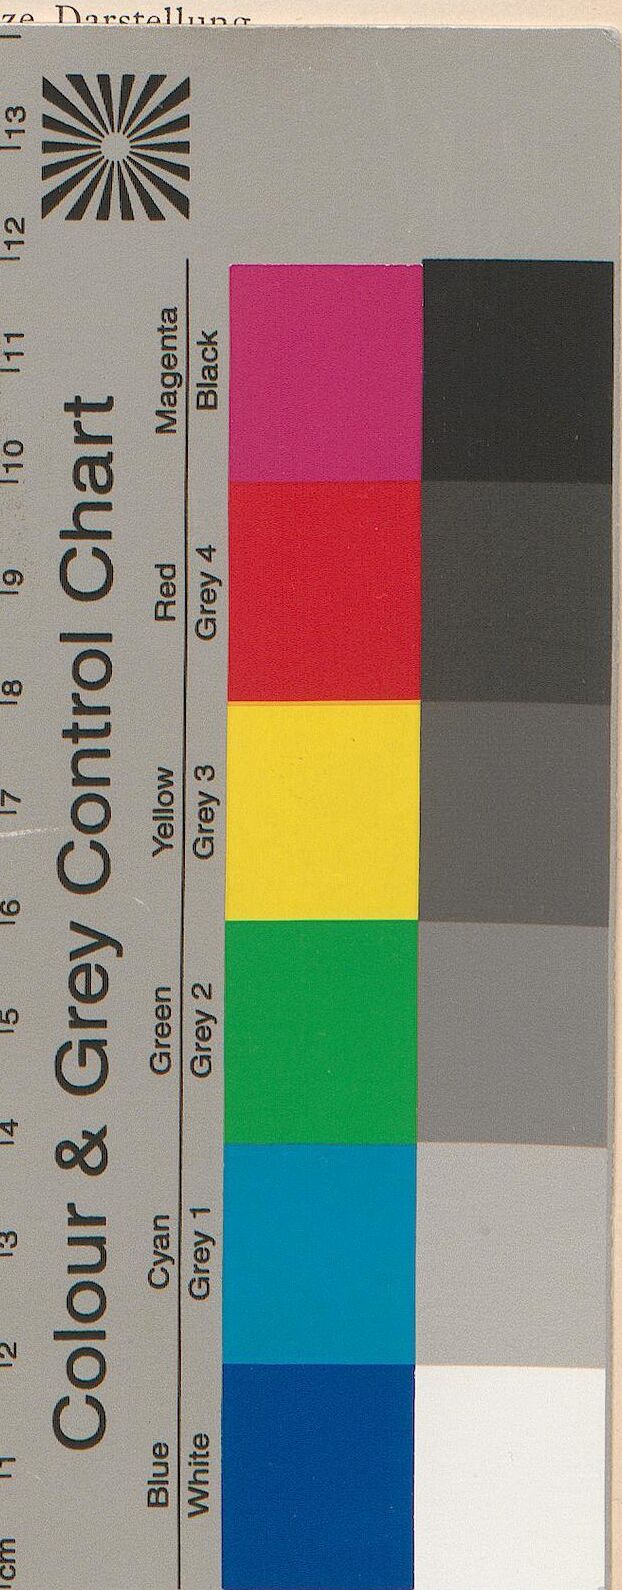 ze Darstellung
Colour & Grey Control Chart
Blue Cyan Green Yellow Red Magenta
White Grey 1 Grey 2 Grey 3 Grey 4 Black
cm 1 2 3 4 5 6 7 8 9 10 11 12 13